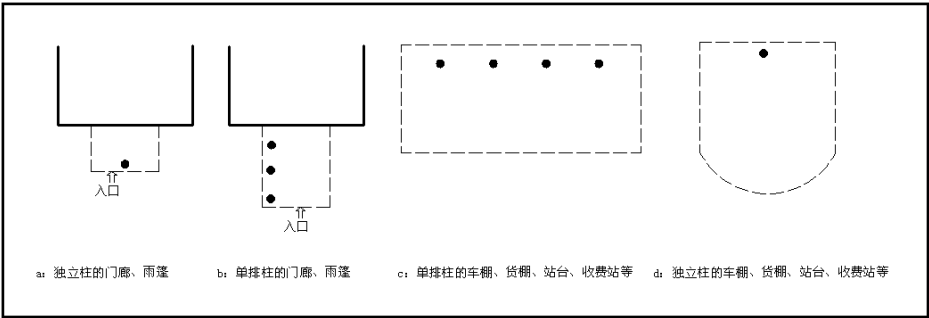 入口
入口
a：独立柱的门廊、雨篷
b：单排柱的门廊、雨篷
c：单排柱的车棚、货棚、站台、收费站等
d：独立柱的车棚、货棚、站台、收费站等